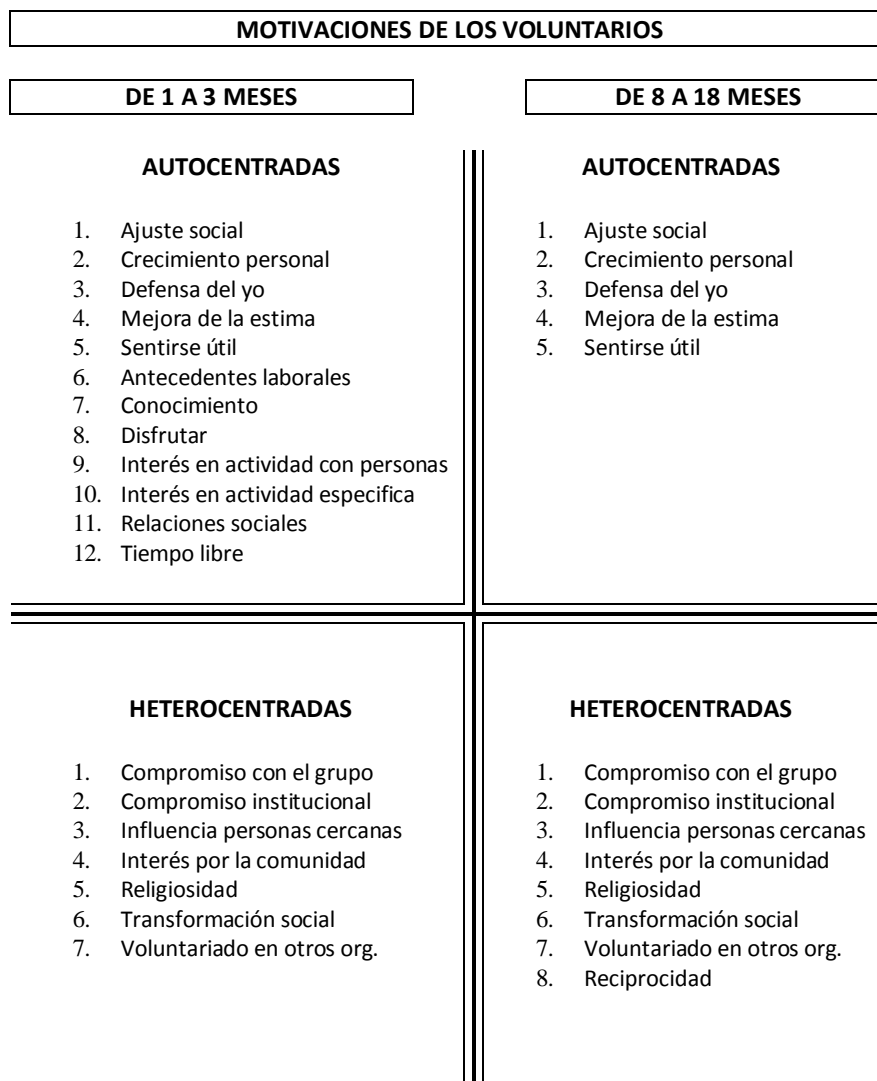 MOTIVACIONES DE LOS VOLUNTARIOS
DE 1 A 3 MESES
DE 8 A 18 MESES
AUTOCENTRADAS
1. Ajuste social
2. Crecimiento personal
3. Defensa del yo
4. Mejora de la estima
5. Sentirse útil
6. Antecedentes laborales
7. Conocimiento
8. Disfrutar
9. Interés en actividad con personas
10. Interés en actividad especifica
11. Relaciones sociales
12. Tiempo libre
AUTOCENTRADAS
1. Ajuste social
2. Crecimiento personal
3. Defensa del yo
4. Mejora de la estima
5. Sentirse útil
HETEROCENTRADAS
1. Compromiso con el grupo
2. Compromiso institucional
3. Influencia personas cercanas
4. Interés por la comunidad
5. Religiosidad
6. Transformación social
7. Voluntariado en otros org.
HETEROCENTRADAS
1. Compromiso con el grupo
2. Compromiso institucional
3. Influencia personas cercanas
4. Interés por la comunidad
5. Religiosidad
6. Transformación social
7. Voluntariado en otros org.
8. Reciprocidad